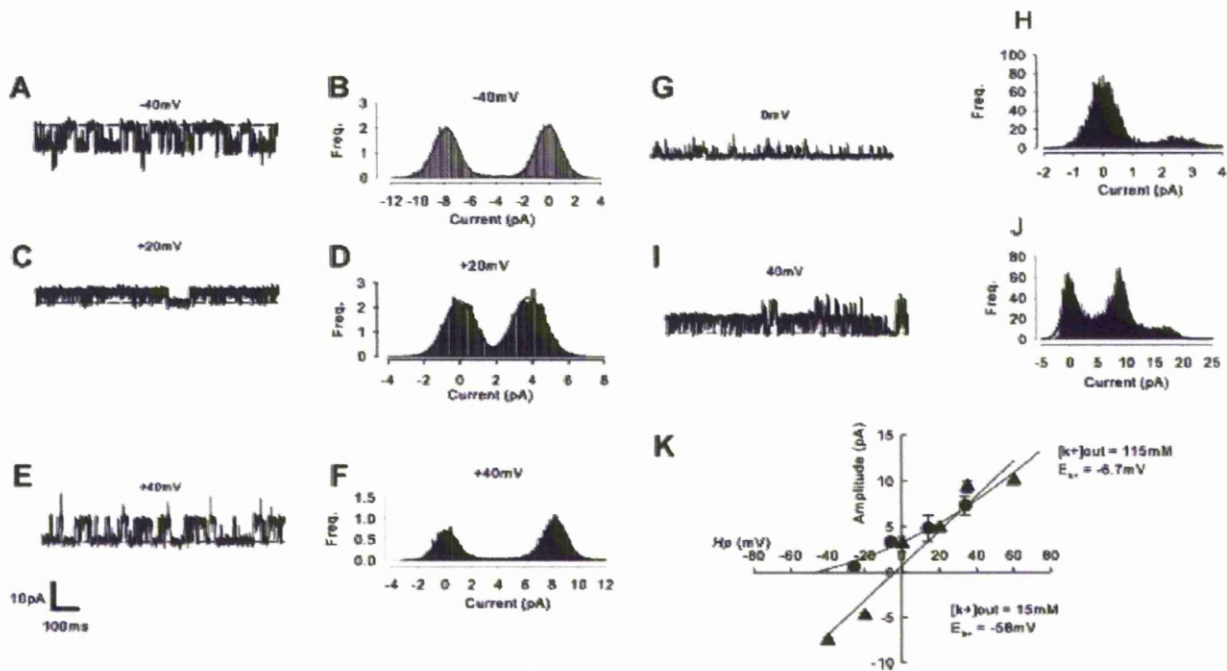 A
-40mV
B
-40mV
Freq.
3
2
1
0
-12 -10 -8 -6 -4 -2 0 2 4
Current (pA)
C
+20mV
D
+20mV
Freq.
3
2
1
0
-4 -2 0 2 4 6 8
Current (pA)
E
+40mV
10pA
100ms
F
+40mV
Freq.
1.5
1.0
0.5
0.0
-4 -2 0 2 4 6 8 10 12
Current (pA)
G
0mV
H
Freq.
100
80
60
40
20
0
-2 -1 0 1 2 3 4
Current (pA)
I
40mV
J
Freq.
80
60
40
20
0
-5 0 5 10 15 20 25
Current (pA)
K
Amplitude (pA)
15
10
5
0
-5
-10
(mV)
-80 -60 -40 -20 0 20 40 60 80
[k+]out = 115mM
E = -6.7mV
[k+]out = 15mM
E = -58mV